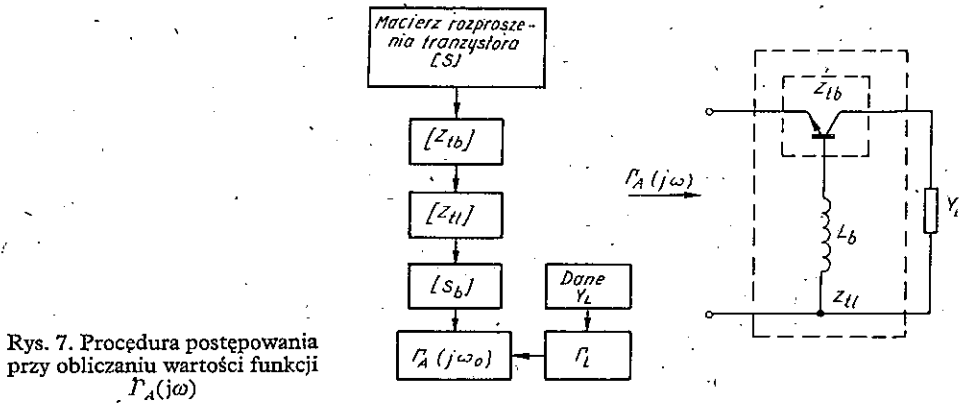 Macierz rozprosze-
nia tranzystora
[S]
[Z_tb]
[Z_tl]
[S_b]
Dane
Y_L
Γ_A (jω_o)
Γ_L
Γ_A (jω)
Z_tb
L_b
Z_tl
Rys. 7. Procedura postępowania
przy obliczaniu wartości funkcji
Γ_A(jω)